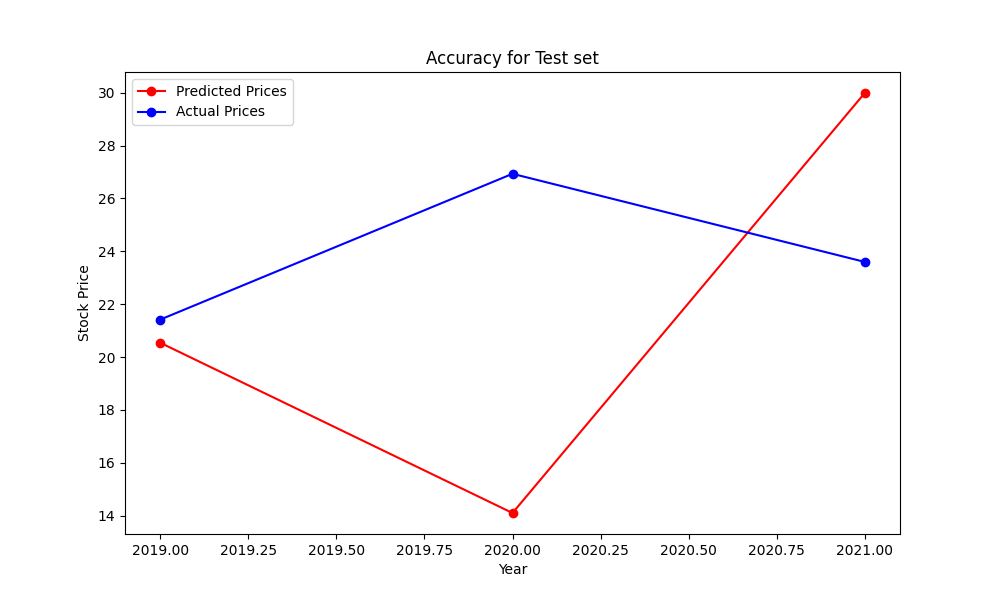 Accuracy for Test set
Predicted Prices
Actual Prices
30
28
26
24
22
20
18
16
14
Stock Price
2019.00 2019.25 2019.50 2019.75 2020.00 2020.25 2020.50 2020.75 2021.00
Year